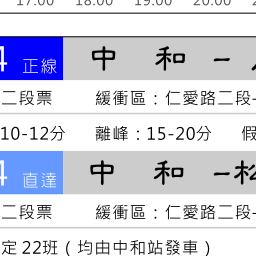 17:00 18:00 19:00 20:00
4 正線 中 和 –
二段票 緩衝區：仁愛路二段-
10-12分 離峰：15-20分 假
4 直達 中 和 –松
二段票 緩衝區：仁愛路二段-
定 22班（均由中和站發車）